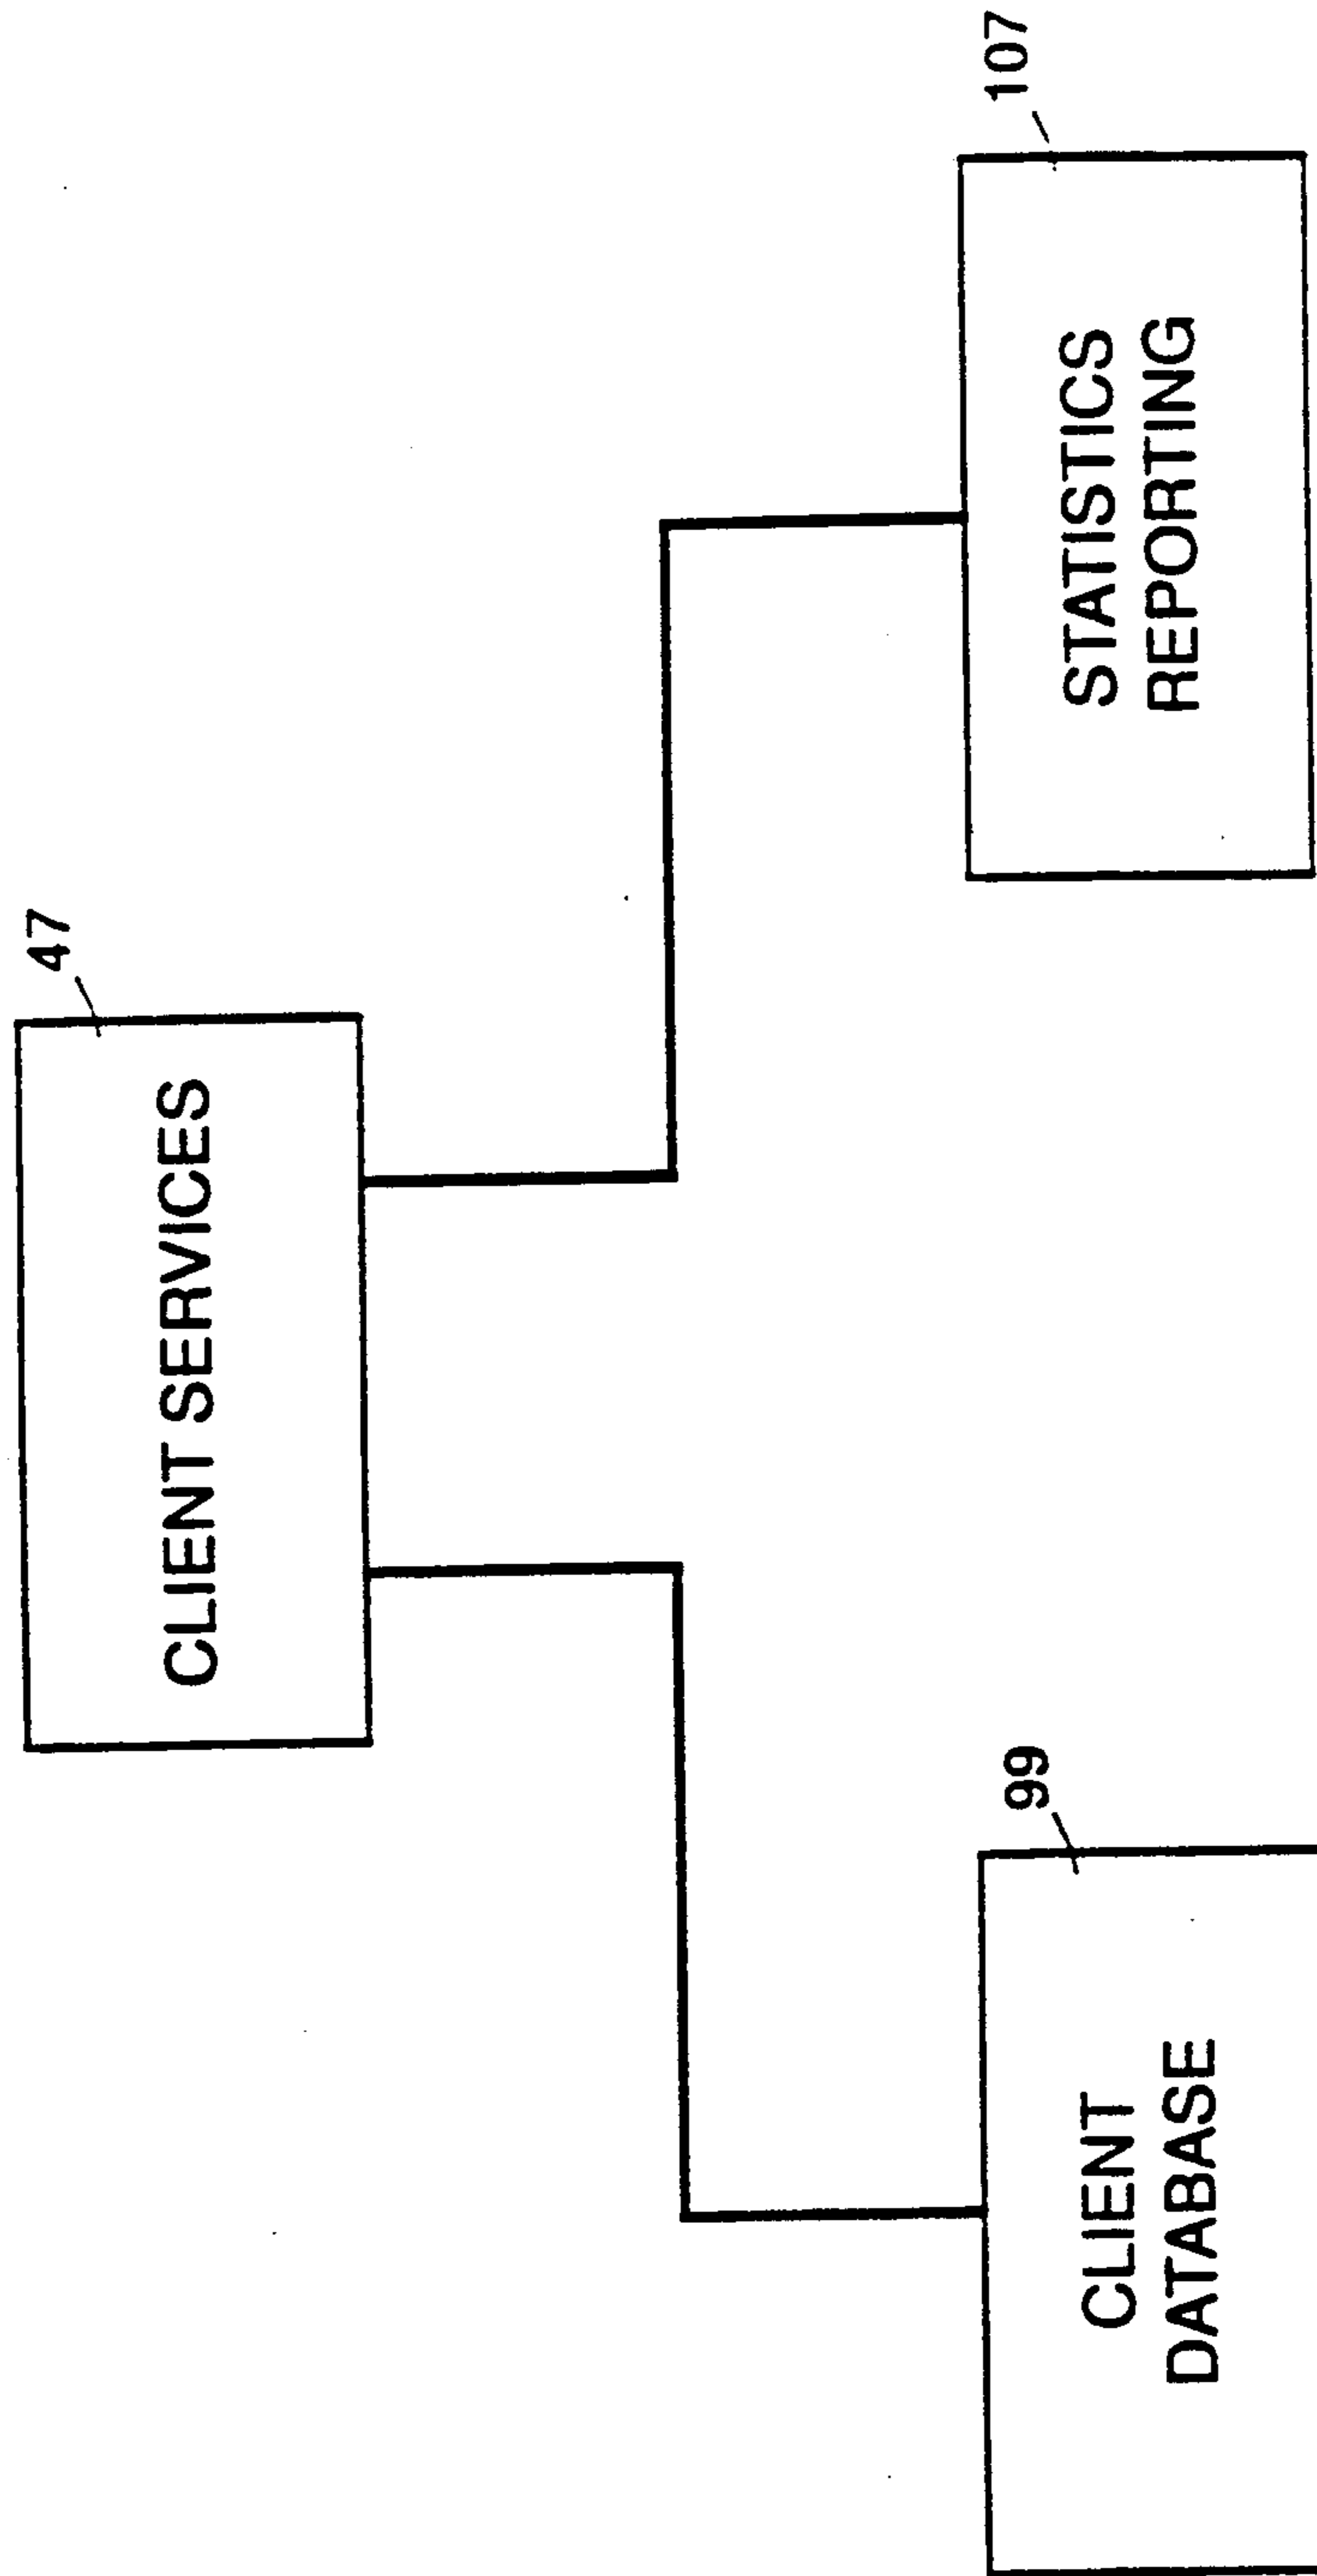 47
CLIENT SERVICES
99
CLIENT
DATABASE
107
STATISTICS
REPORTING